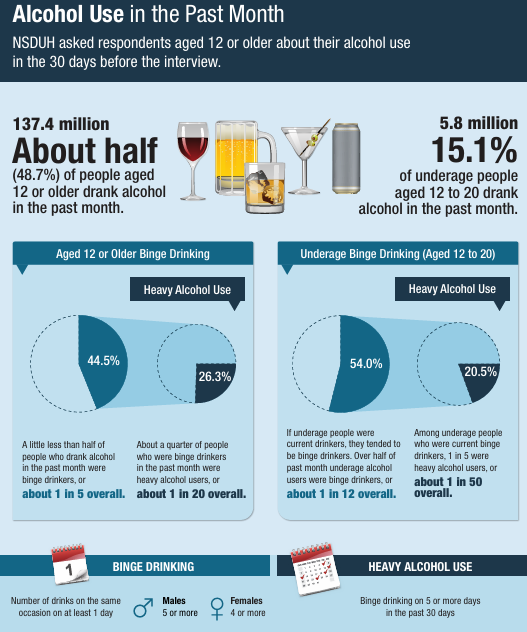 Alcohol Use in the Past Month
NSDUH asked respondents aged 12 or older about their alcohol use
in the 30 days before the interview.
137.4 million
About half
(48.7%) of people aged
12 or older drank alcohol
in the past month.
5.8 million
15.1%
of underage people
aged 12 to 20 drank
alcohol in the past month.
Aged 12 or Older Binge Drinking
Heavy Alcohol Use
44.5%
26.3%
A little less than half of
people who drank alcohol
in the past month were
binge drinkers, or
about 1 in 5 overall.
About a quarter of people
who were binge drinkers
in the past month were
heavy alcohol users, or
about 1 in 20 overall.
Underage Binge Drinking (Aged 12 to 20)
Heavy Alcohol Use
54.0%
20.5%
If underage people were
current drinkers, they tended to
be binge drinkers. Over half of
past month underage alcohol
users were binge drinkers, or
about 1 in 12 overall.
Among underage people
who were current binge
drinkers, 1 in 5 were
heavy alcohol users, or
about 1 in 50
overall.
1
BINGE DRINKING
Number of drinks on the same
occasion on at least 1 day
Males
5 or more
Females
4 or more
HEAVY ALCOHOL USE
Binge drinking on 5 or more days
in the past 30 days